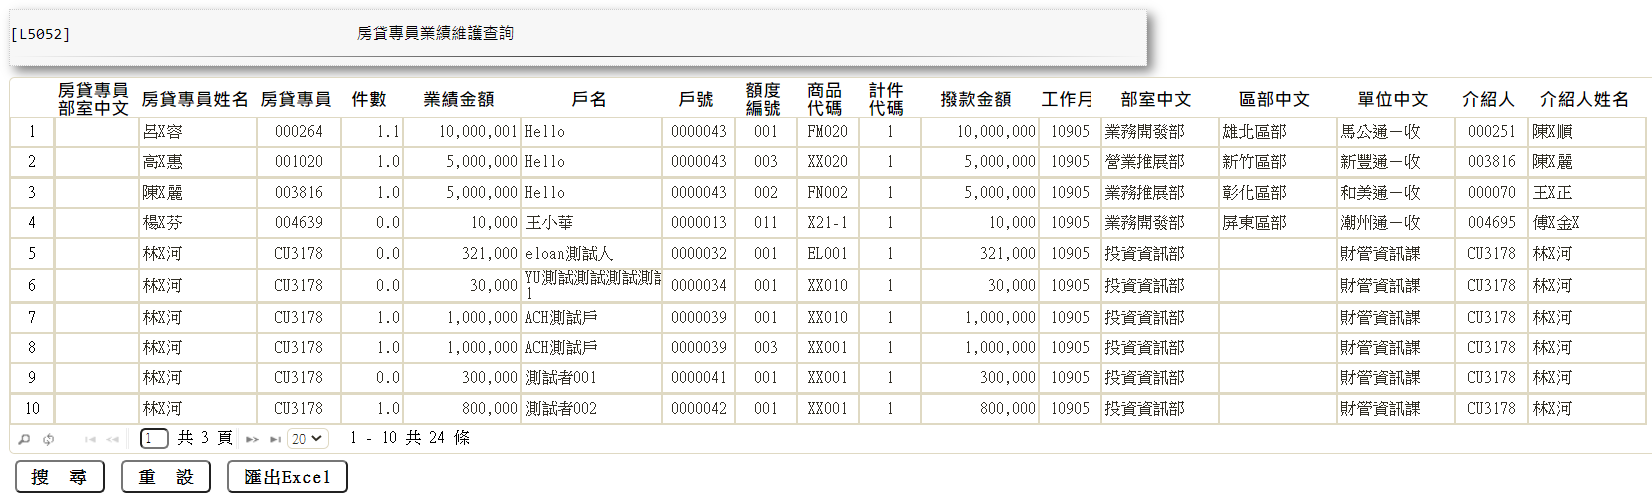 [L5052] 房貸專員業績維護查詢
房貸專員部室中文 房貸專員姓名 房貸專員 件數 業績金額 戶名 戶號 額度編號 商品代碼 計件代碼 撥款金額 工作月 部室中文 區部中文 單位中文 介紹人 介紹人姓名
1 呂X容 000264 1.1 10,000,001 Hello 0000043 001 FM020 1 10,000,000 10905 業務開發部 雄北區部 馬公通一收 000251 陳X順
2 高X惠 001020 1.0 5,000,000 Hello 0000043 003 XX020 1 5,000,000 10905 營業推展部 新竹區部 新豐通一收 003816 陳X麗
3 陳X麗 003816 1.0 5,000,000 Hello 0000043 002 FN002 1 5,000,000 10905 業務推展部 彰化區部 和美通一收 000070 王X正
4 楊X芬 004639 0.0 10,000 王小華 0000013 011 X21-1 1 10,000 10905 業務開發部 屏東區部 潮州通一收 004695 傅X金X
5 林X河 CU3178 0.0 321,000 eloan測試人 0000032 001 EL001 1 321,000 10905 投資資訊部 財管資訊課 CU3178 林X河
6 林X河 CU3178 0.0 30,000 YU測試測試測試測試1 0000034 001 XX010 1 30,000 10905 投資資訊部 財管資訊課 CU3178 林X河
7 林X河 CU3178 1.0 1,000,000 ACH測試戶 0000039 001 XX010 1 1,000,000 10905 投資資訊部 財管資訊課 CU3178 林X河
8 林X河 CU3178 1.0 1,000,000 ACH測試戶 0000039 003 XX001 1 1,000,000 10905 投資資訊部 財管資訊課 CU3178 林X河
9 林X河 CU3178 0.0 300,000 測試者001 0000041 001 XX001 1 300,000 10905 投資資訊部 財管資訊課 CU3178 林X河
10 林X河 CU3178 1.0 800,000 測試者002 0000042 001 XX001 1 800,000 10905 投資資訊部 財管資訊課 CU3178 林X河
1 共 3 頁 20 1 - 10 共 24 條
搜 尋 重 設 匯出Excel